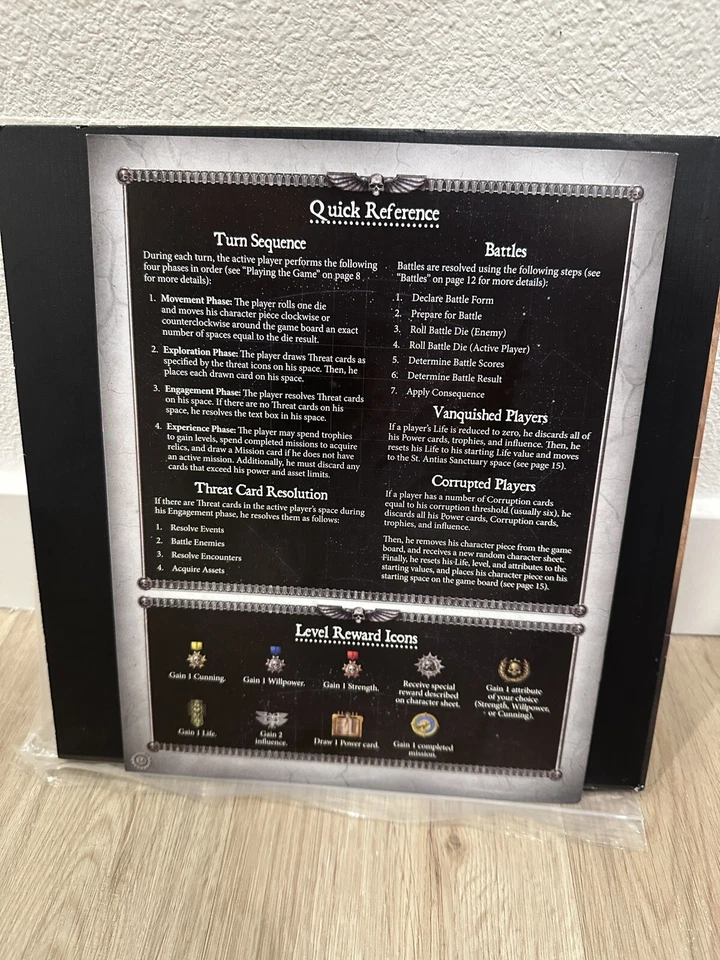 Quick Reference
Turn Sequence
During each turn, the active player performs the following
four phases in order (see “Playing the Game” on page 8
for more details):
1. Movement Phase: The player rolls one die
and moves his character piece clockwise or
counterclockwise around the game board an exact
number of spaces equal to the die result.
2. Exploration Phase: The player draws Threat cards as
specified by the threat icons on his space. Then, he
places each drawn card on his space.
3. Engagement Phase: The player resolves Threat cards
on his space. If there are no Threat cards on his
space, he resolves the text box in his space.
4. Experience Phase: The player may spend trophies
to gain levels, spend completed missions to acquire
relics, and draw a Mission card if he does not have
an active mission. Additionally, he must discard any
cards that exceed his power and asset limits.
Threat Card Resolution
If there are Threat cards in the active player's space during
his Engagement phase, he resolves them as follows:
1. Resolve Events
2. Battle Enemies
3. Resolve Encounters
4. Acquire Assets
Battles
Battles are resolved using the following steps (see
“Battles” on page 12 for more details):
1. Declare Battle Form
2. Prepare for Battle
3. Roll Battle Die (Enemy)
4. Roll Battle Die (Active Player)
5. Determine Battle Scores
6. Determine Battle Result
7. Apply Consequence
Vanquished Players
If a player's Life is reduced to zero, he discards all of
his Power cards, trophies, and influence. Then, he
resets his Life to his starting Life value and moves
to the St. Antias Sanctuary space (see page 15).
Corrupted Players
If a player has a number of Corruption cards
equal to his corruption threshold (usually six), he
discards all his Power cards, Corruption cards,
trophies, and influence.
Then, he removes his character piece from the game
board, and receives a new random character sheet.
Finally, he resets his Life, level, and attributes to the
starting values, and places his character piece on his
starting space on the game board (see page 15).
Level Reward Icons
Gain 1 Cunning.
Gain 1 Willpower.
Gain 1 Strength.
Receive special
reward described
on character sheet.
Gain 1 attribute
of your choice
(Strength, Willpower,
or Cunning).
Gain 1 Life.
Gain 2
influence.
Draw 1 Power card.
Gain 1 completed
mission.